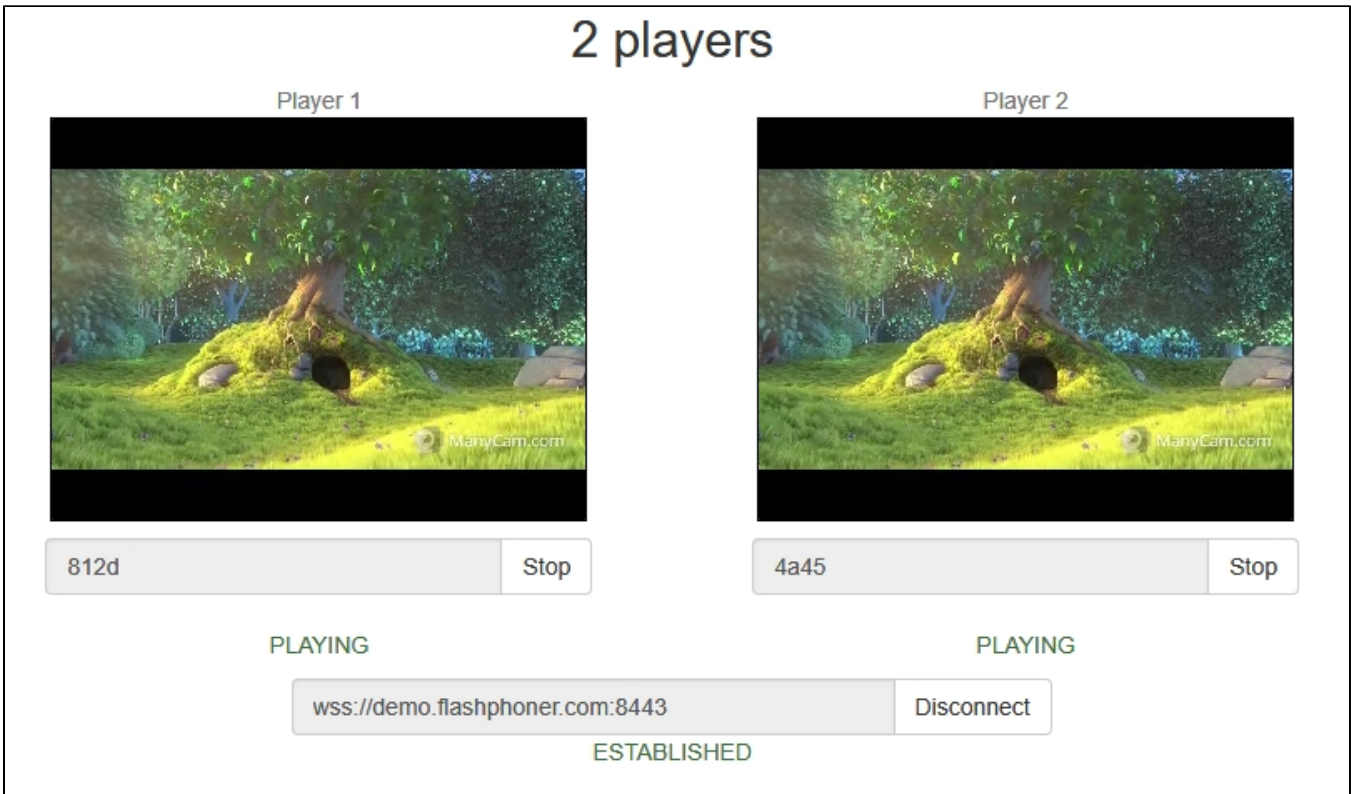 2 players
Player 1
Player 2
ManyCam.com
ManyCam.com
812d
Stop
4a45
Stop
PLAYING
PLAYING
wss://demo.flashphoner.com:8443
Disconnect
ESTABLISHED